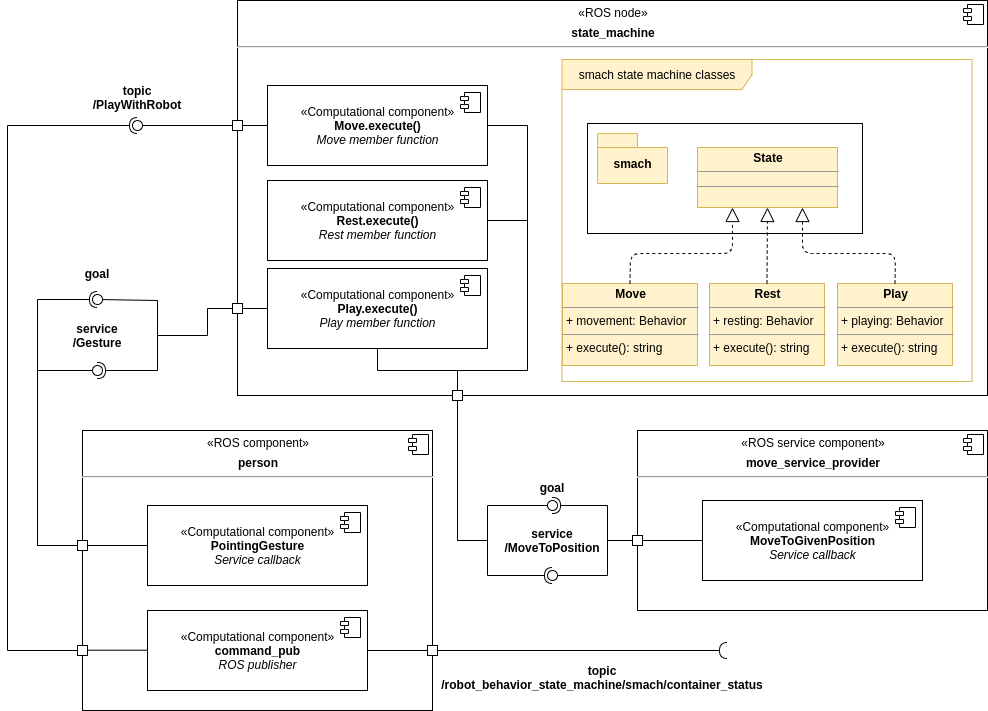 «ROS node»
state_machine
smach state machine classes
topic
/PlayWithRobot
«Computational component»
Move.execute()
Move member function
smach
State
«Computational component»
Rest.execute()
Rest member function
goal
service
/Gesture
«Computational component»
Play.execute()
Play member function
Move
+ movement: Behavior
+ execute(): string
Rest
+ resting: Behavior
+ execute(): string
Play
+ playing: Behavior
+ execute(): string
«ROS component»
person
«Computational component»
PointingGesture
Service callback
«Computational component»
command_pub
ROS publisher
goal
service
/MoveToPosition
«ROS service component»
move_service_provider
«Computational component»
MoveToGivenPosition
Service callback
topic
/robot_behavior_state_machine/smach/container_status